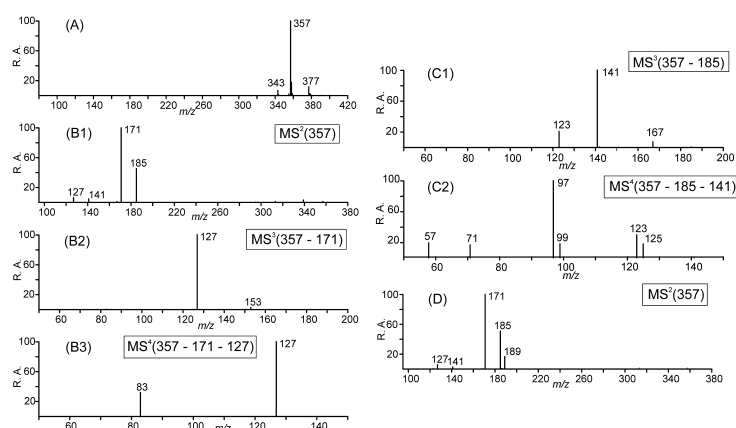 (A)
R. A.
100
60
20
357
343
377
100 140 180 220 260 300 340 380 420
m/z
(B1)
MS²(357)
R. A.
100
60
20
171
185
127
141
100 140 180 220 260 300 340 380
m/z
(B2)
MS³(357 - 171)
R. A.
100
60
20
127
153
60 80 100 120 140 160 180 200
m/z
(B3)
MS⁴(357 - 171 - 127)
R. A.
100
60
20
127
83
60 80 100 120 140
m/z
(C1)
MS³(357 - 185)
R. A.
100
60
20
141
123
167
60 80 100 120 140 160 180 200
m/z
(C2)
MS⁴(357 - 185 - 141)
R. A.
100
60
20
97
57
71
99
123
125
60 80 100 120 140
m/z
(D)
MS²(357)
R. A.
100
60
20
171
185
189
127
141
100 140 180 220 260 300 340 380
m/z